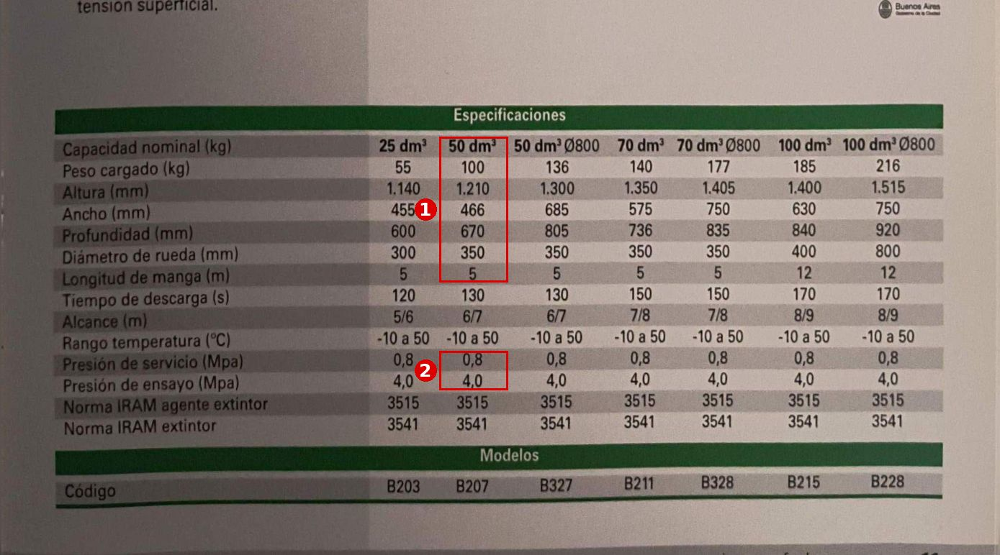 tensión superficial.
Buenos Aires
Gobierno de la Ciudad
Especificaciones
Capacidad nominal (kg) 25 dm³ 50 dm³ 50 dm³ Ø800 70 dm³ 70 dm³ Ø800 100 dm³ 100 dm³ Ø800
Peso cargado (kg) 55 100 136 140 177 185 216
Altura (mm) 1.140 1.210 1.300 1.350 1.405 1.400 1.515
Ancho (mm) 455 1 466 685 575 750 630 750
Profundidad (mm) 600 670 805 736 835 840 920
Diámetro de rueda (mm) 300 350 350 350 350 400 800
Longitud de manga (m) 5 5 5 5 5 12 12
Tiempo de descarga (s) 120 130 130 150 150 170 170
Alcance (m) 5/6 6/7 6/7 7/8 7/8 8/9 8/9
Rango temperatura (ºC) -10 a 50 -10 a 50 -10 a 50 -10 a 50 -10 a 50 -10 a 50 -10 a 50
Presión de servicio (Mpa) 0,8 0,8 0,8 0,8 0,8 0,8 0,8
2
Presión de ensayo (Mpa) 4,0 4,0 4,0 4,0 4,0 4,0 4,0
Norma IRAM agente extintor 3515 3515 3515 3515 3515 3515 3515
Norma IRAM extintor 3541 3541 3541 3541 3541 3541 3541
Modelos
Código B203 B207 B327 B211 B328 B215 B228